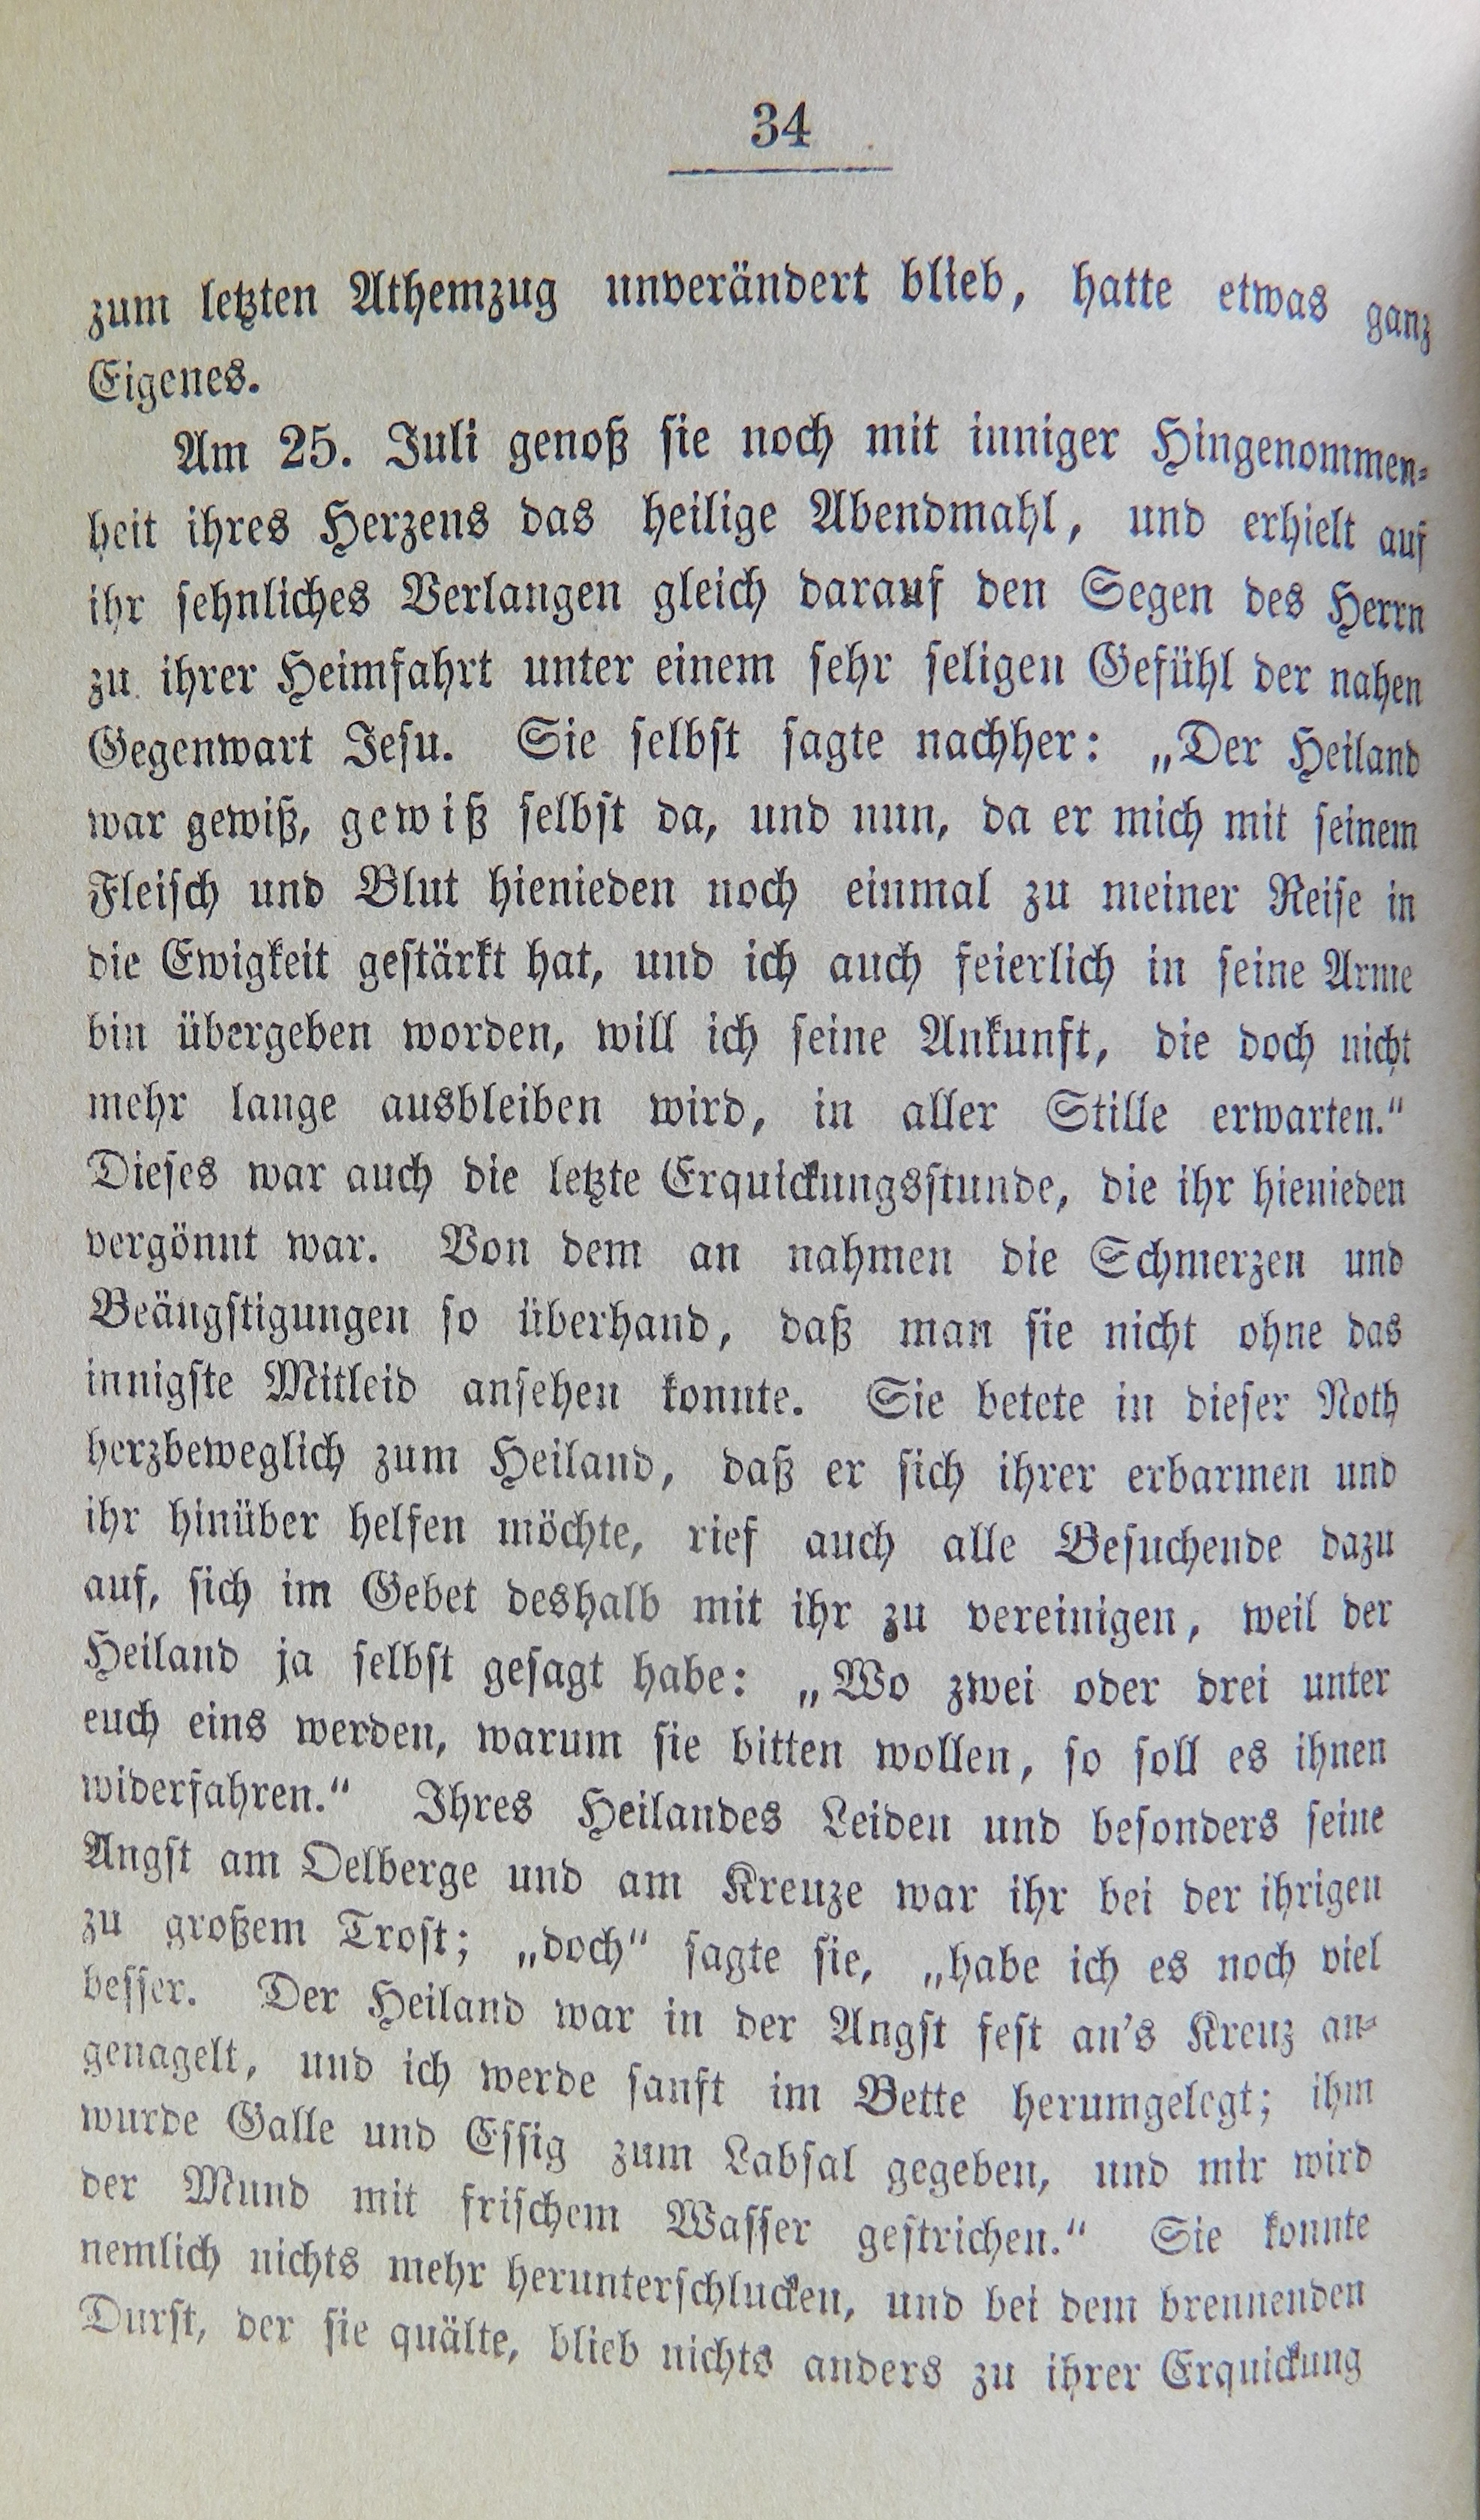 34
zum letzten Athemzug unverändert blieb, hatte etwas ganz
Eigenes.
Am 25. Juli genoß sie noch mit inniger Hingenommen-
heit ihres Herzens das heilige Abendmahl, und erhielt auf
ihr sehnliches Verlangen gleich darauf den Segen des Herrn
zu ihrer Heimfahrt unter einem sehr seligen Gefühl der nahen
Gegenwart Jesu. Sie selbst sagte nachher: „Der Heiland
war gewiß, gewiß selbst da, und nun, da er mich mit seinem
Fleisch und Blut hienieden noch einmal zu meiner Reise in
die Ewigkeit gestärkt hat, und ich auch feierlich in seine Arme
bin übergeben worden, will ich seine Ankunft, die doch nicht
mehr lange ausbleiben wird, in aller Stille erwarten.“
Dieses war auch die letzte Erquickungsstunde, die ihr hienieden
vergönnt war. Von dem an nahmen die Schmerzen und
Beängstigungen so überhand, daß man sie nicht ohne das
innigste Mitleid ansehen konnte. Sie betete in dieser Noth
herzbeweglich zum Heiland, daß er sich ihrer erbarmen und
ihr hinüber helfen möchte, rief auch alle Besuchende dazu
auf, sich im Gebet deshalb mit ihr zu vereinigen, weil der
Heiland ja selbst gesagt habe: „Wo zwei oder drei unter
euch eins werden, warum sie bitten wollen, so soll es ihnen
widerfahren.“ Ihres Heilandes Leiden und besonders seine
Angst am Oelberge und am Kreuze war ihr bei der ihrigen
zu großem Trost; „doch“ sagte sie, „habe ich es noch viel
besser. Der Heiland war in der Angst fest an's Kreuz an-
genagelt, und ich werde sanft im Bette herumgelegt; ihm
wurde Galle und Essig zum Labsal gegeben, und mir wird
der Mund mit frischem Wasser gestrichen.“ Sie konnte
nemlich nichts mehr herunterschlucken, und bei dem brennenden
Durst, der sie quälte, blieb nichts anders zu ihrer Erquickung